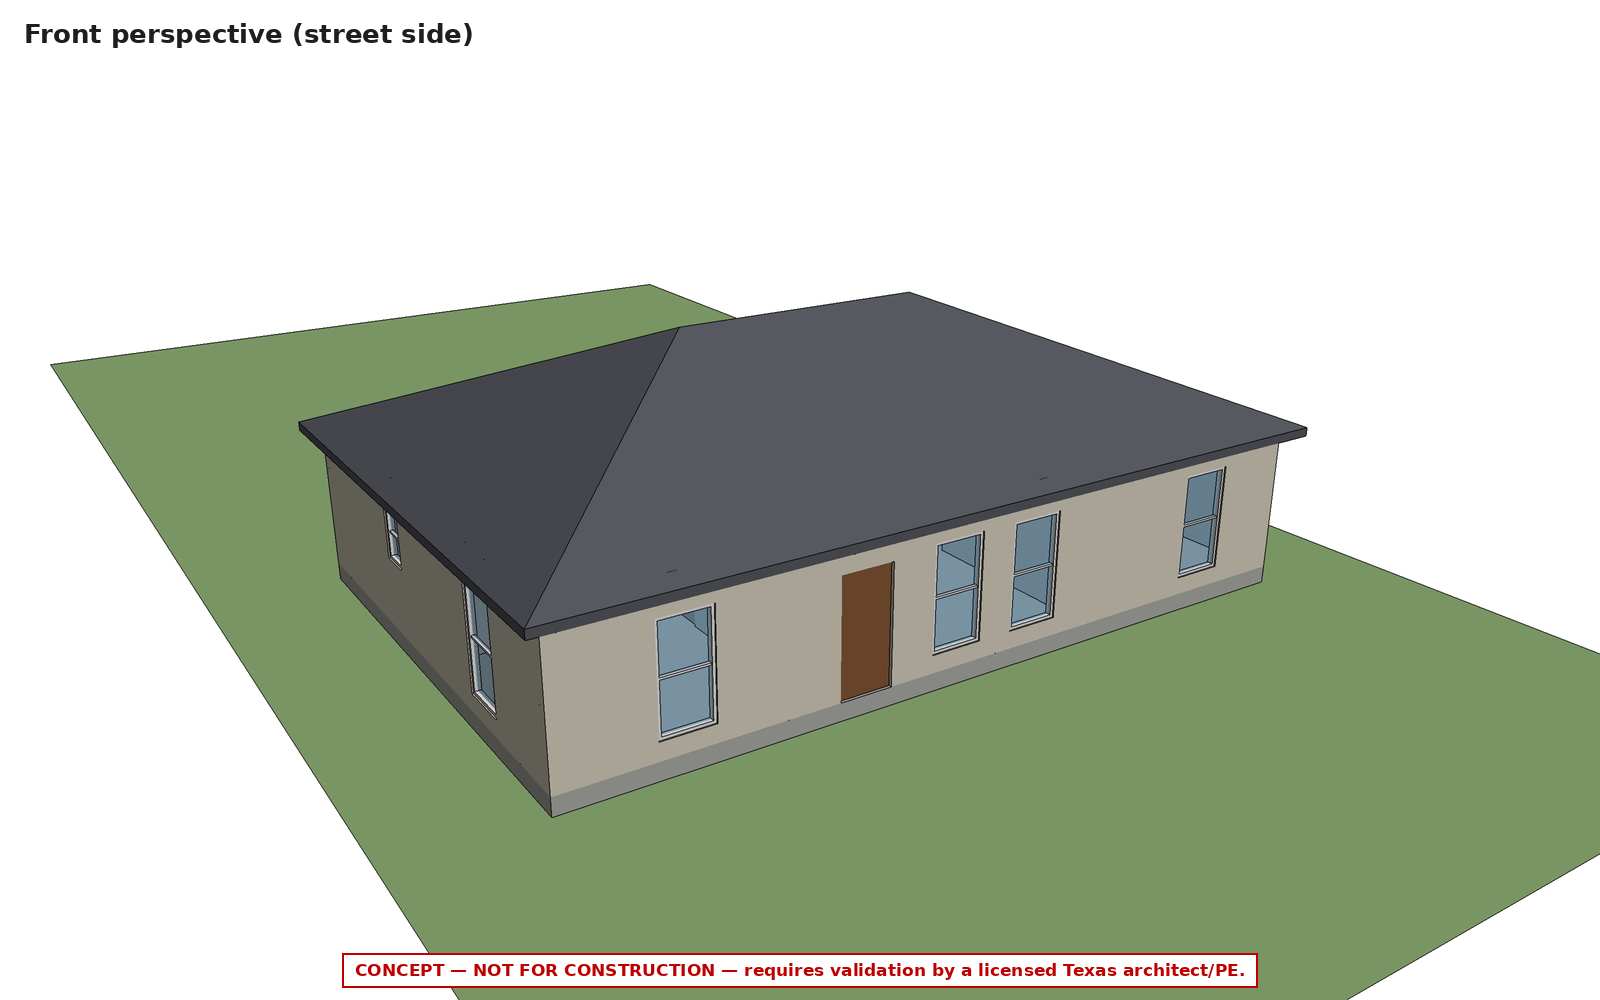 Front perspective (street side)
CONCEPT — NOT FOR CONSTRUCTION — requires validation by a licensed Texas architect/PE.